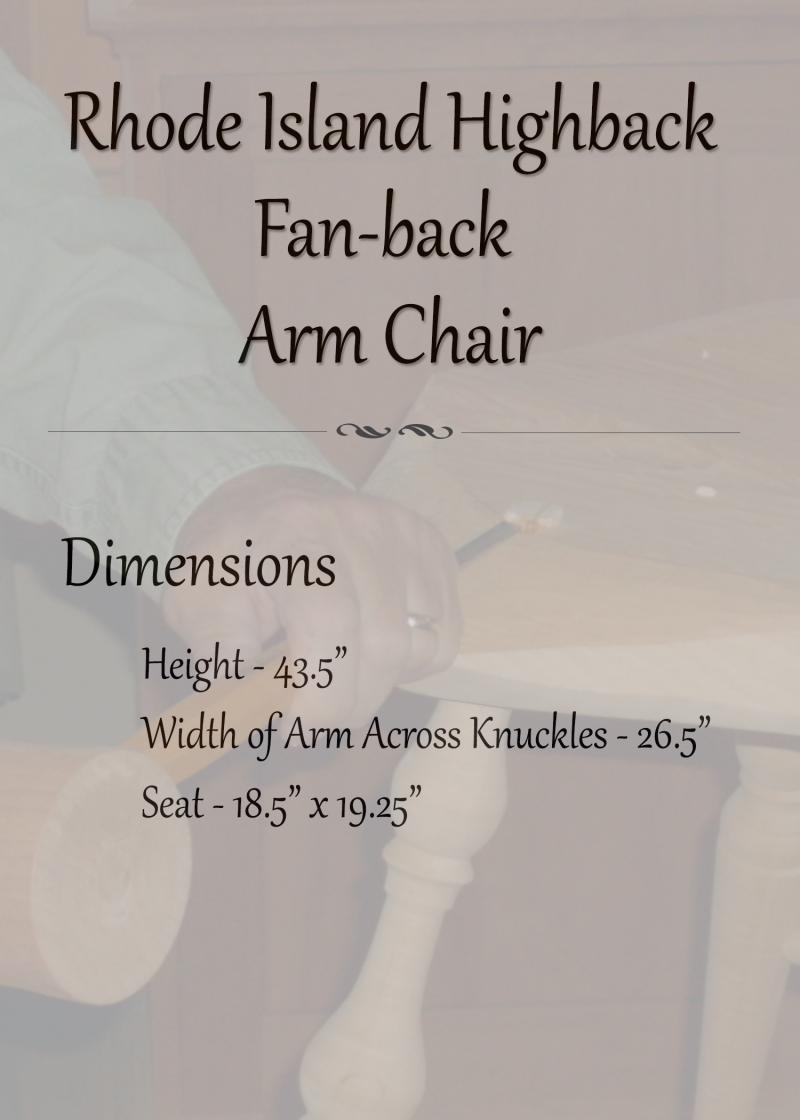 Rhode Island Highback
Fan-back
Arm Chair
Dimensions
Height - 43.5”
Width of Arm Across Knuckles - 26.5”
Seat - 18.5” x 19.25”